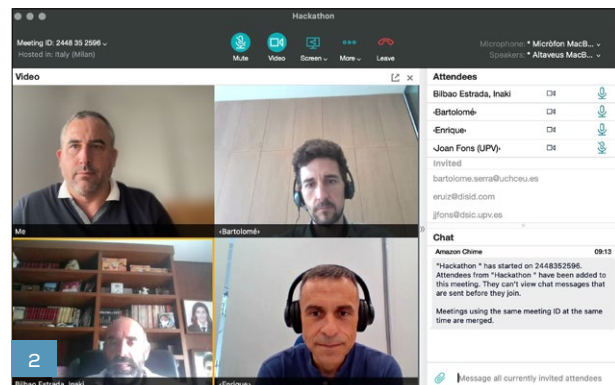 Hackathon
Meeting ID: 2448 35 2596
Hosted in: Italy (Milan)
Mute
Video
Screen
More
Leave
Microphone: * Micròfon MacB...
Speakers: * Altaveus MacB...
Video
Me
‹Bartolomé›
Bilbao Estrada, Inaki
‹Enrique›
2
Attendees
Bilbao Estrada, Inaki
‹Bartolomé›
‹Enrique›
‹Joan Fons (UPV)›
Invited
bartolome.serra@uchceu.es
eruiz@disid.com
jjfons@dsic.upv.es
Chat
Amazon Chime 09:13
"Hackathon " has started on 2448352596.
Attendees from "Hackathon " have been added to
this meeting. They can't view chat messages that
are sent before they join.
Meetings using the same meeting ID at the same
time are merged.
Message all currently invited attendees